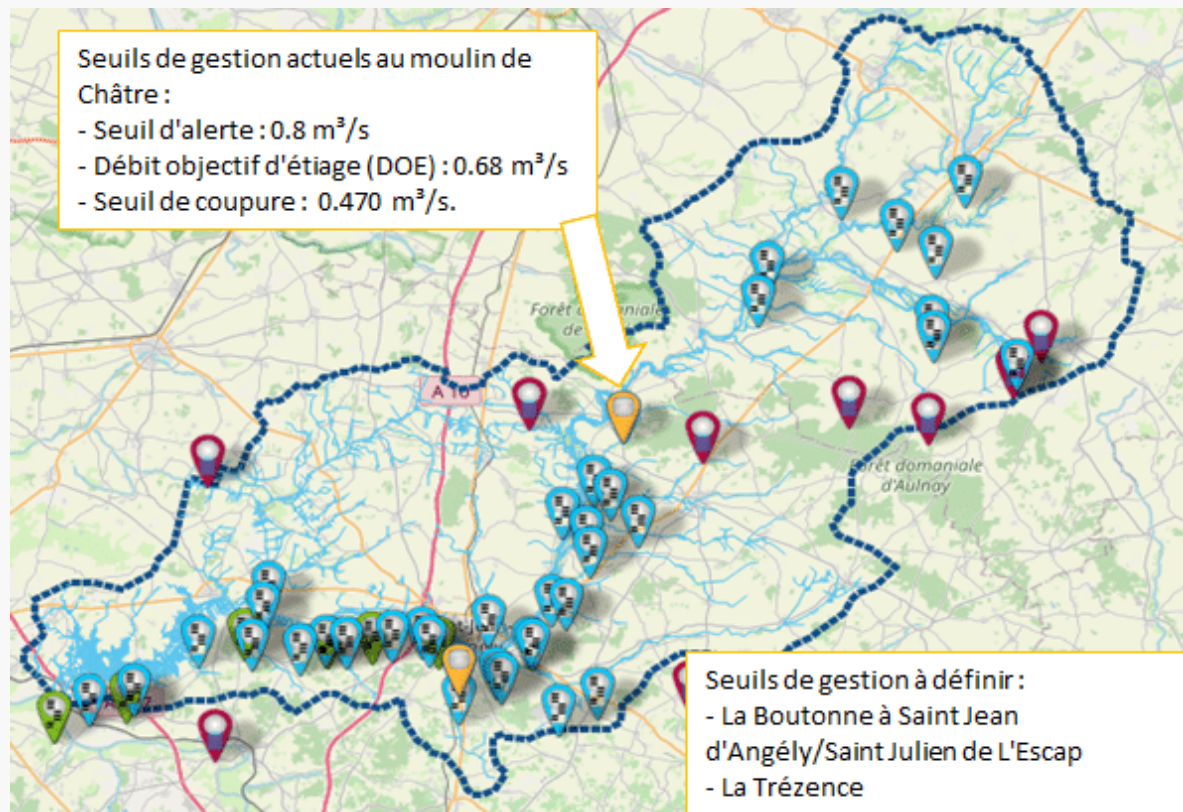 Seuils de gestion actuels au moulin de
Châtre :
- Seuil d'alerte : 0.8 m³/s
- Débit objectif d'étiage (DOE) : 0.68 m³/s
- Seuil de coupure : 0.470 m³/s.
Forêt domaniale
de
A 10
Forêt domaniale
d'Aulnay
Seuils de gestion à définir :
- La Boutonne à Saint Jean
d'Angély/Saint Julien de L'Escap
- La Trézence